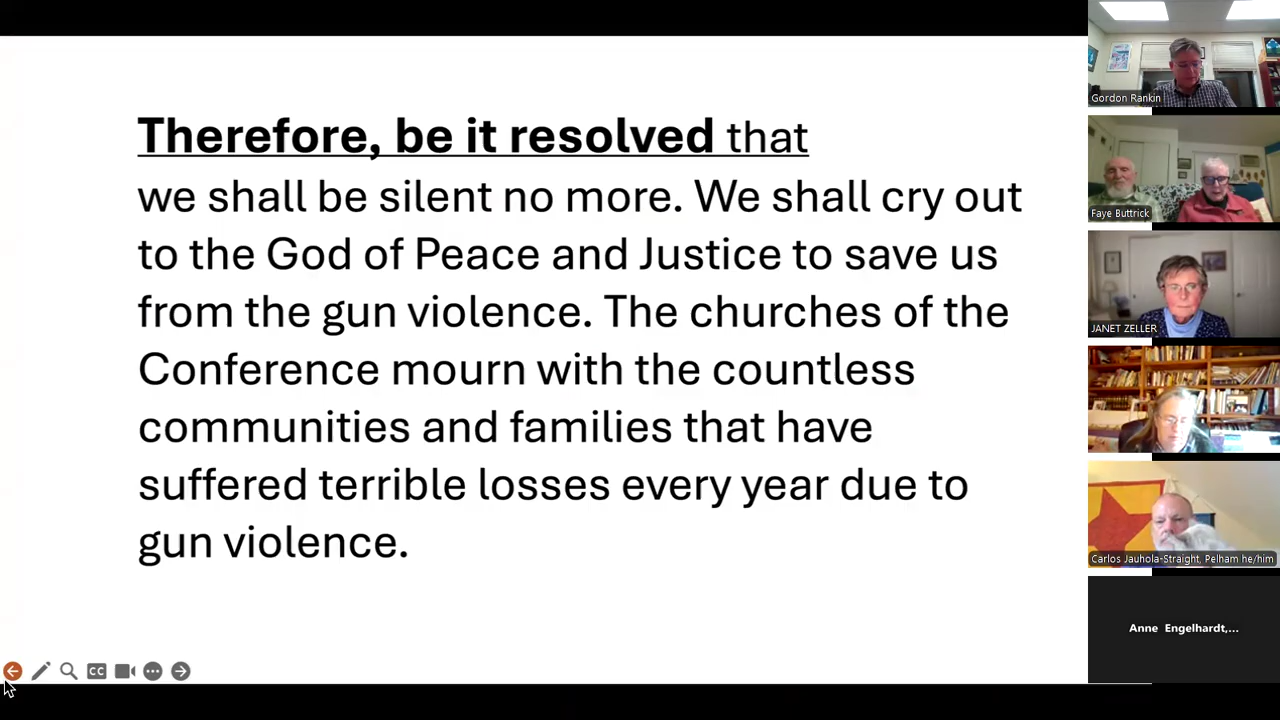 Therefore, be it resolved that
we shall be silent no more. We shall cry out
to the God of Peace and Justice to save us
from the gun violence. The churches of the
Conference mourn with the countless
communities and families that have
suffered terrible losses every year due to
gun violence.
CC
Gordon Rankin
Faye Buttrick
JANET ZELLER
Carlos Jauhola-Straight, Pelham he/him
Anne Engelhardt,...